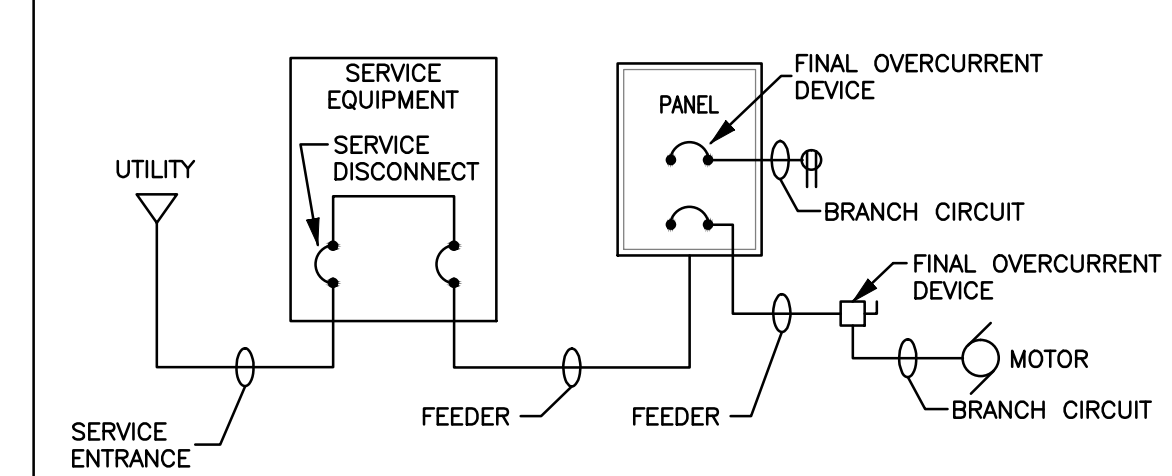 SERVICE
EQUIPMENT
SERVICE
DISCONNECT
UTILITY
SERVICE
ENTRANCE
FEEDER
PANEL
FINAL OVERCURRENT
DEVICE
BRANCH CIRCUIT
FEEDER
FINAL OVERCURRENT
DEVICE
MOTOR
BRANCH CIRCUIT